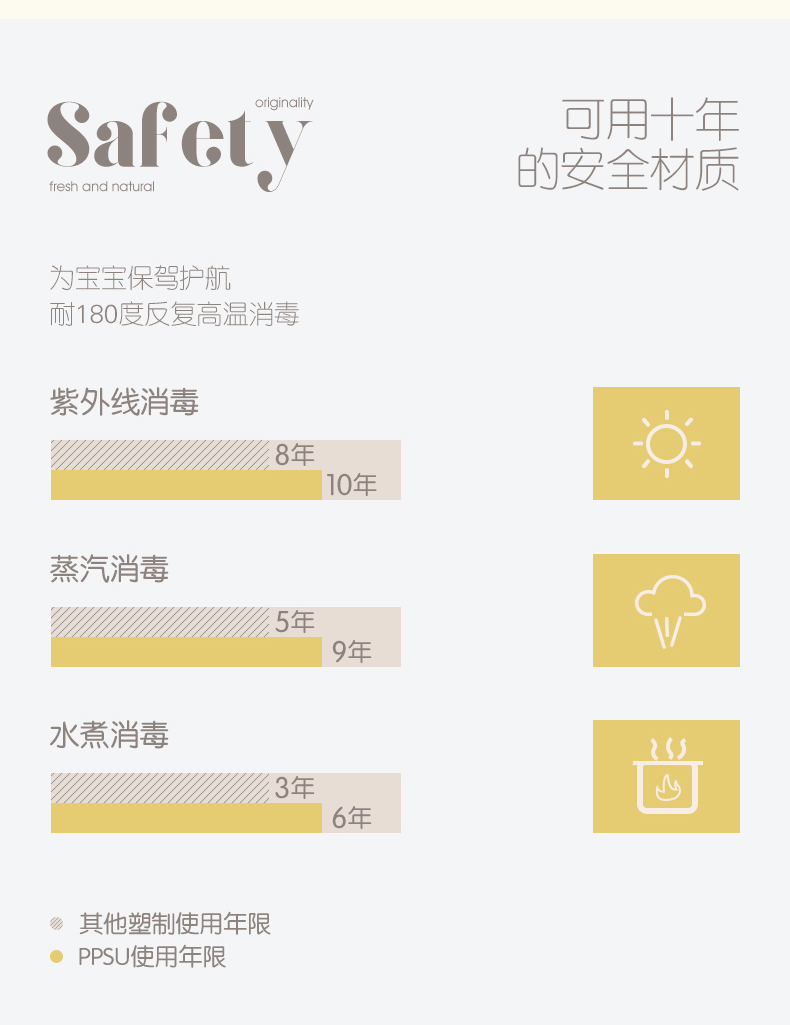 originality
Safety
fresh and natural
可用十年
的安全材质
为宝宝保驾护航
耐180度反复高温消毒
紫外线消毒
8年
10年
蒸汽消毒
5年
9年
水煮消毒
3年
6年
其他塑制使用年限
PPSU使用年限